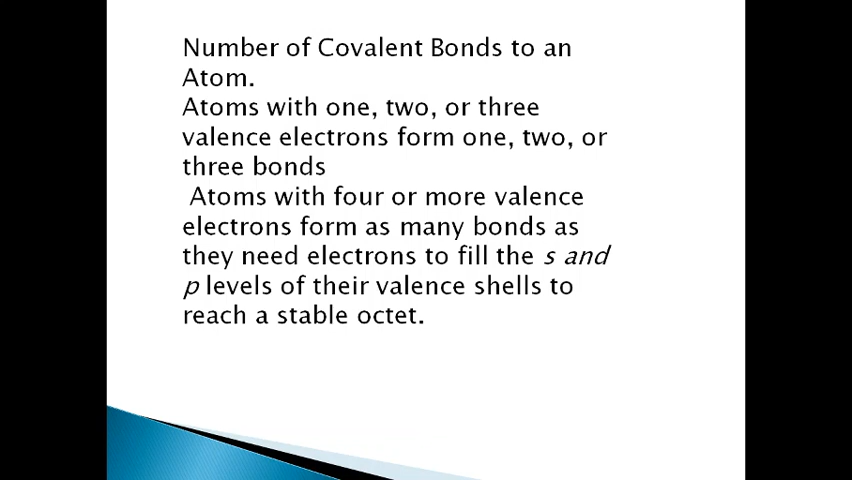 Number of Covalent Bonds to an
Atom.
Atoms with one, two, or three
valence electrons form one, two, or
three bonds
Atoms with four or more valence
electrons form as many bonds as
they need electrons to fill the s and
p levels of their valence shells to
reach a stable octet.